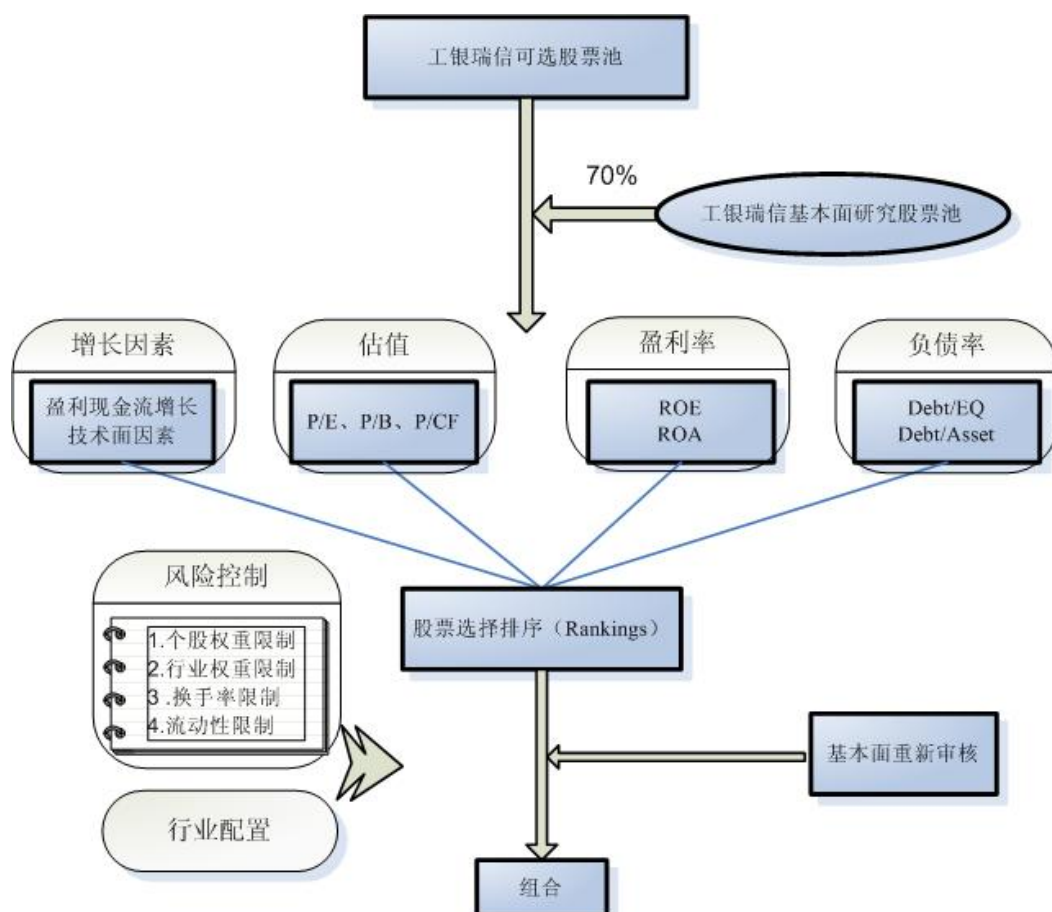 工银瑞信可选股票池
70%
工银瑞信基本面研究股票池
增长因素
盈利现金流增长
技术面因素
估值
P/E、P/B、P/CF
盈利率
ROE
ROA
负债率
Debt/EQ
Debt/Asset
风险控制
1.个股权重限制
2.行业权重限制
3 .换手率限制
4.流动性限制
行业配置
股票选择排序（Rankings）
基本面重新审核
组合